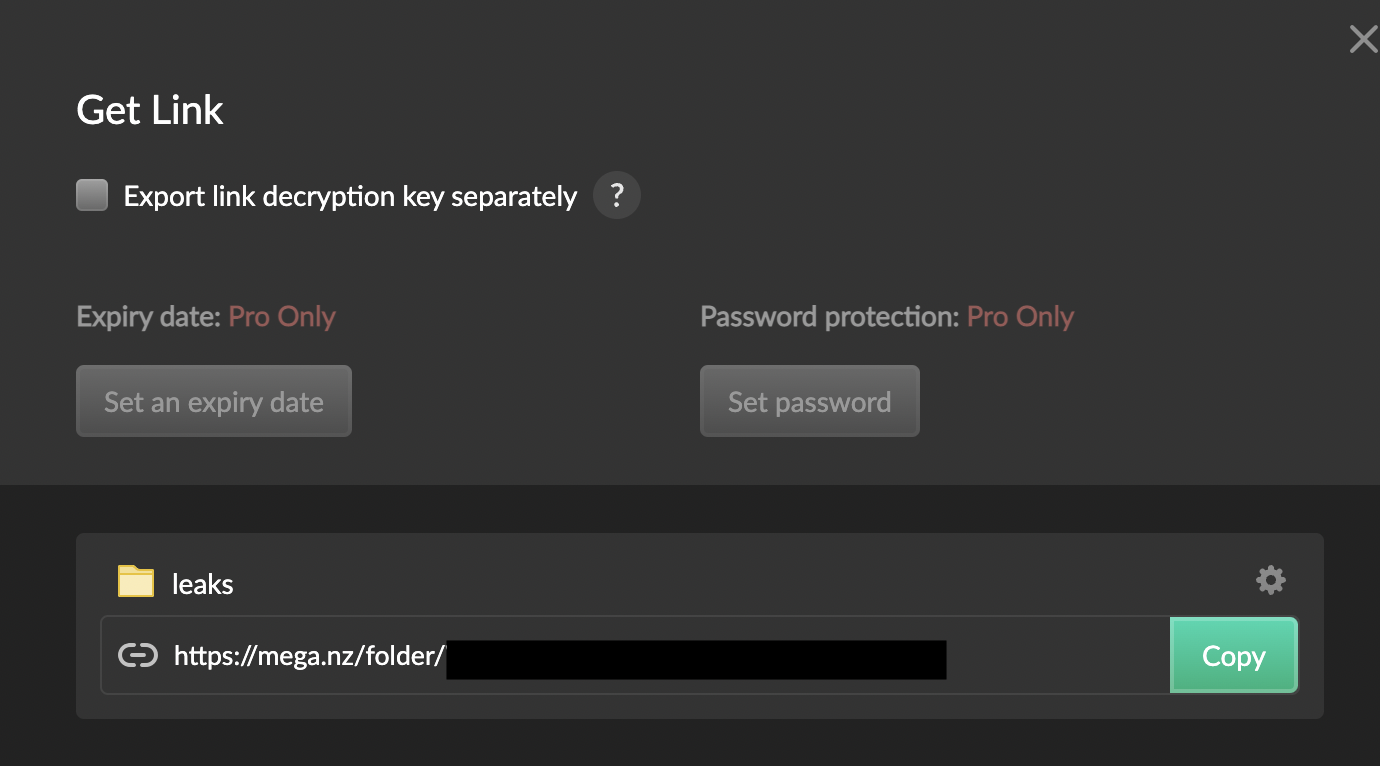 Get Link
Export link decryption key separately ?
Expiry date: Pro Only
Password protection: Pro Only
Set an expiry date
Set password
leaks
https://mega.nz/folder/
Copy